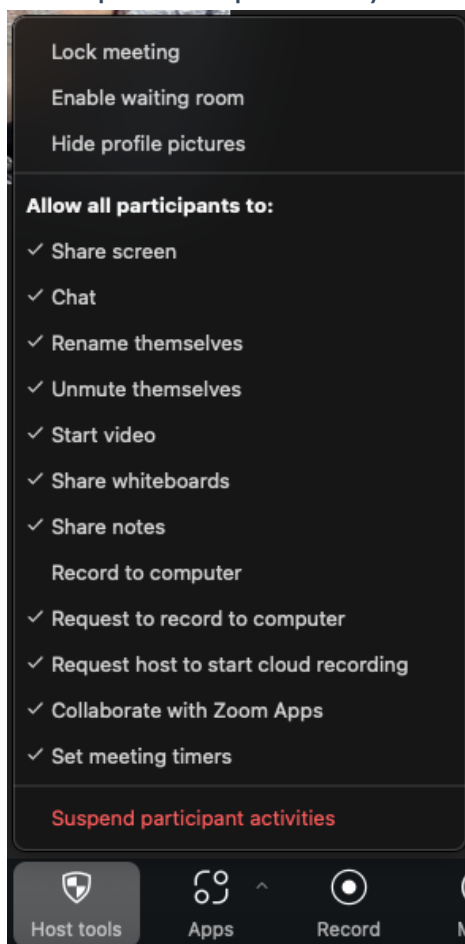 Lock meeting
Enable waiting room
Hide profile pictures
Allow all participants to:
Share screen
Chat
Rename themselves
Unmute themselves
Start video
Share whiteboards
Share notes
Record to computer
Request to record to computer
Request host to start cloud recording
Collaborate with Zoom Apps
Set meeting timers
Suspend participant activities
Host tools Apps Record